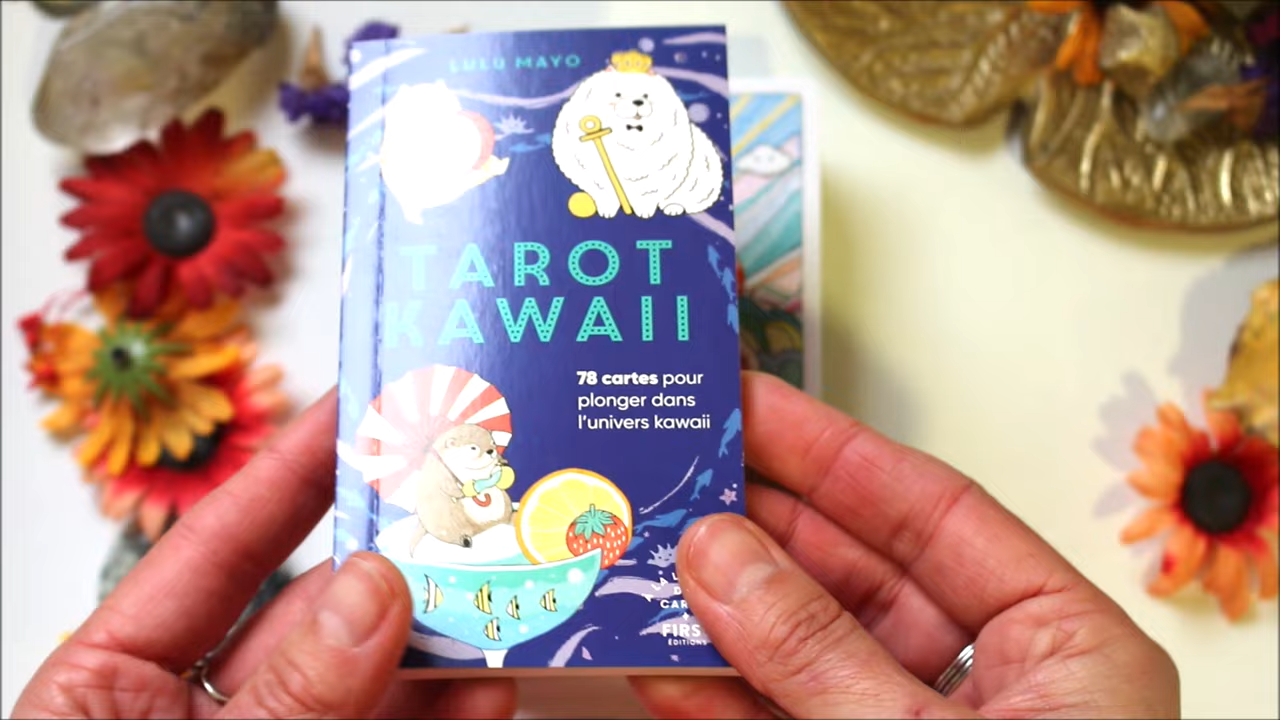 LULU MAYO
TAROT
KAWAII
78 cartes pour
plonger dans
l'univers kawaii
FIRST
ÉDITIONS